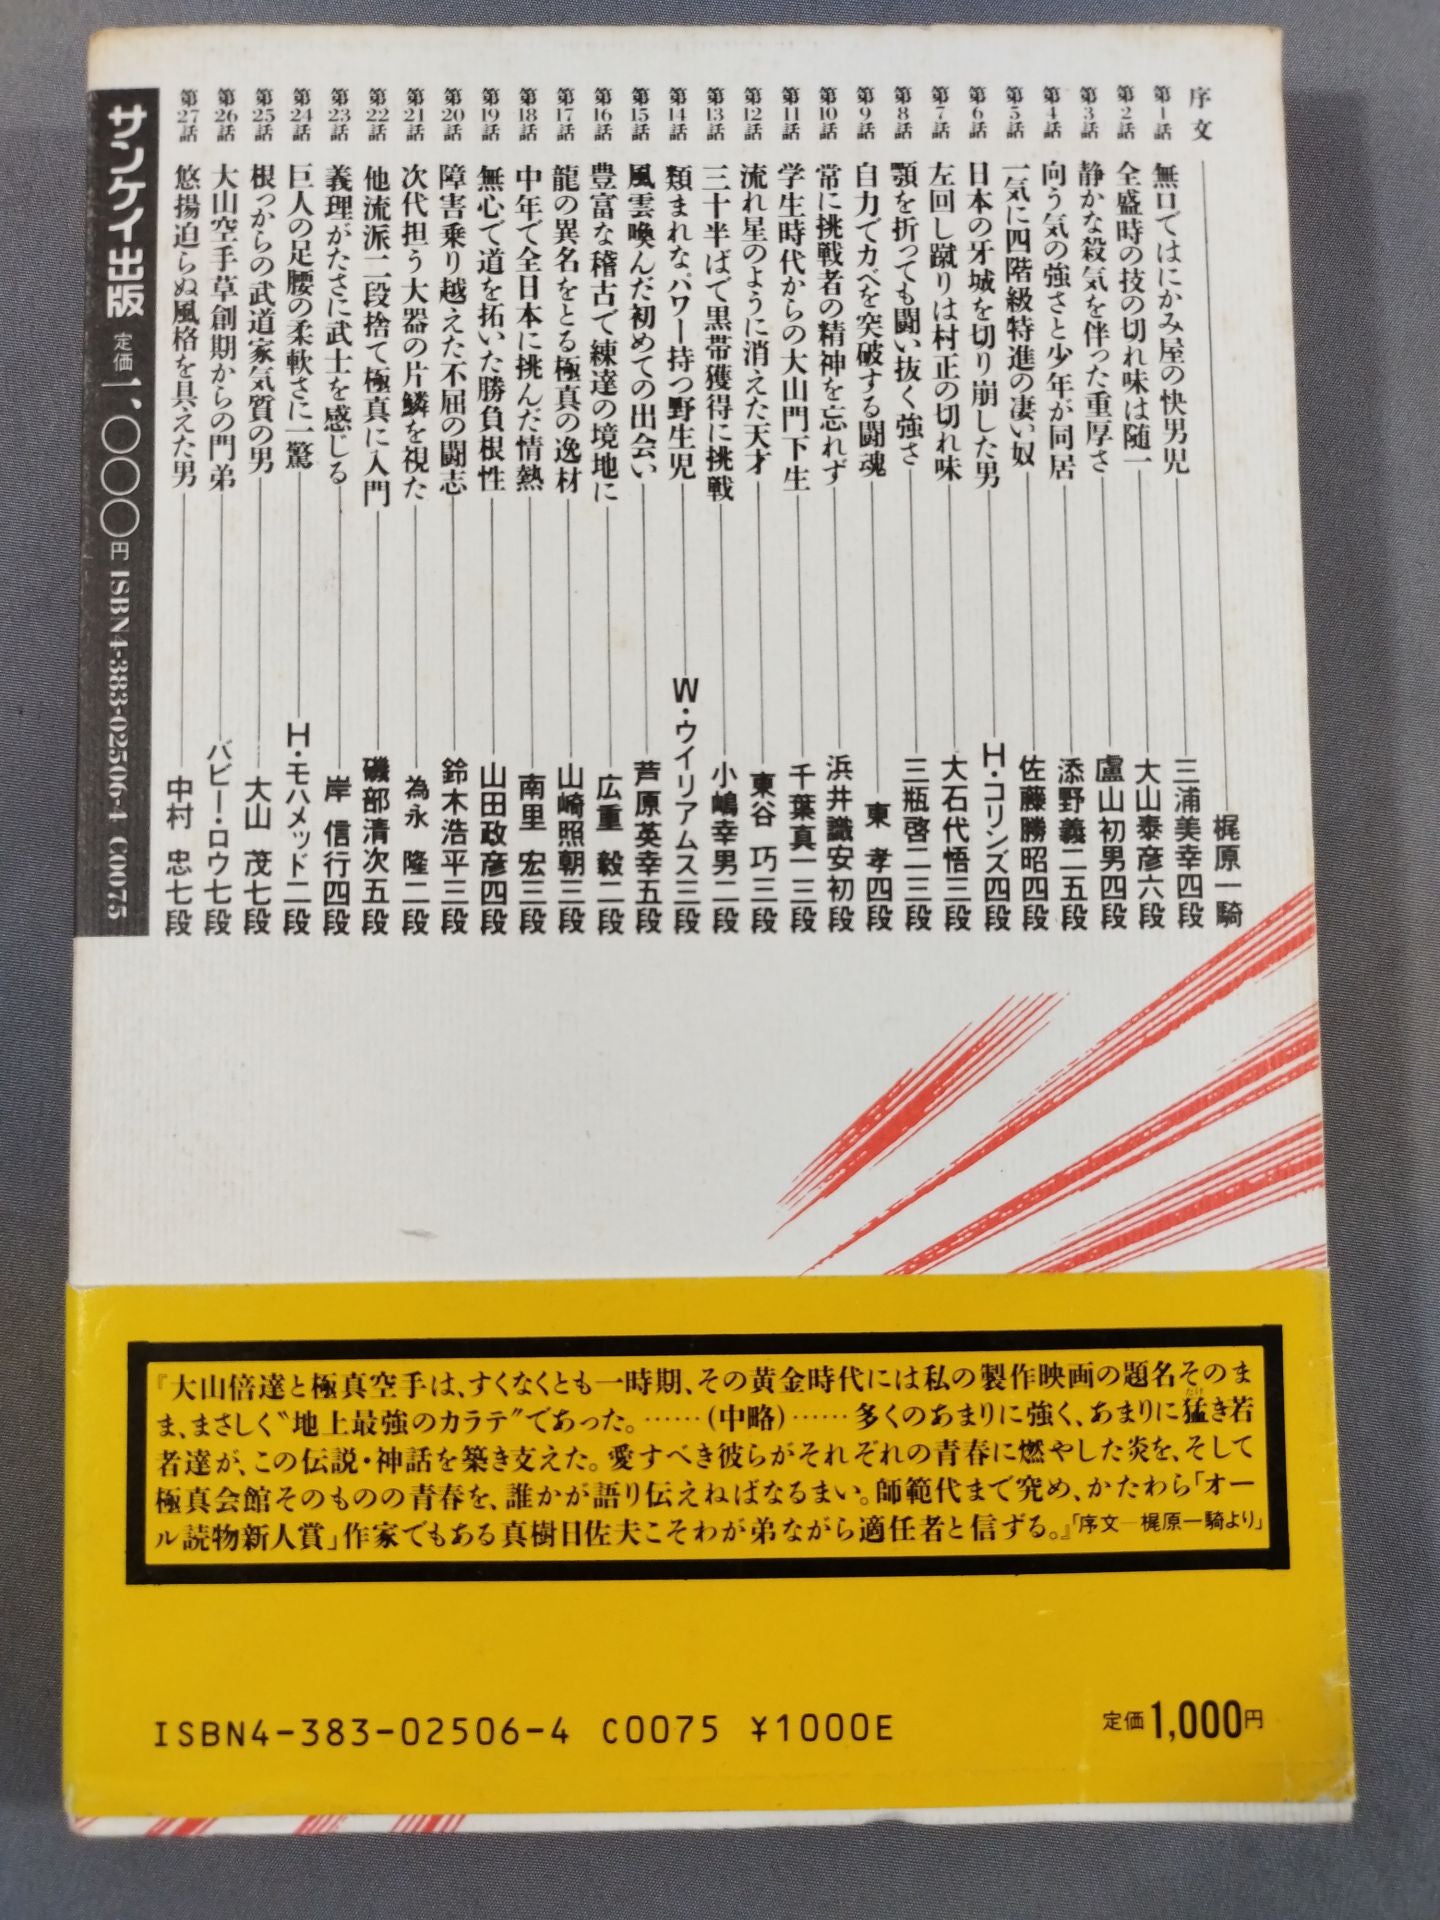 序文 梶原一騎
第1話 無口ではにかみ屋の快男児 三浦美幸四段
第2話 全盛時の技の切れ味は随一 大山泰彦六段
第3話 静かな殺気を伴った重厚さ 盧山初男四段
第4話 向う気の強さと少年が同居 添野義二五段
第5話 一気に四階級特進の凄い奴 佐藤勝昭四段
第6話 日本の牙城を切り崩した男 H・コリンズ四段
第7話 左回し蹴りは村正の切れ味 大石代悟三段
第8話 顎を折っても闘い抜く強さ 三瓶啓二三段
第9話 自力でカベを突破する闘魂 東 孝四段
第10話 常に挑戦者の精神を忘れず 浜井識安初段
第11話 学生時代からの大山門下生 千葉真一三段
第12話 流れ星のように消えた天才 東谷 巧三段
第13話 三十半ばで黒帯獲得に挑戦 小嶋幸男二段
第14話 類まれな、パワー持つ野生児 W・ウイリアムス三段
第15話 風雲喚んだ初めての出会い 芦原英幸五段
第16話 豊富な稽古で練達の境地に 広重 毅二段
第17話 龍の異名をとる極真の逸材 山崎照朝三段
第18話 中年で全日本に挑んだ情熱 南里 宏三段
第19話 無心で道を拓いた勝負根性 山田政彦四段
第20話 障害乗り越えた不屈の闘志 鈴木浩平三段
第21話 次代担う大器の片鱗を視た 為永 隆二段
第22話 他流派二段捨て極真に入門 磯部清次五段
第23話 義理がたさに武士を感じる 岸 信行四段
第24話 巨人の足腰の柔軟さに一驚 H・モハメッド二段
第25話 根っからの武道家気質の男 大山 茂七段
第26話 大山空手草創期からの門弟 バビー・ロウ七段
第27話 悠揚迫らぬ風格を具えた男 中村 忠七段
サンケイ出版 定価一、〇〇〇円 ISBN4-383-02506-4 C0075
『大山倍達と極真空手は、すくなくとも一時期、その黄金時代には私の製作映画の題名そのま
ま、まさしく〝地上最強のカラテ〟であった。……(中略)……多くのあまりに強く、あまりに猛(たけ)き若
者達が、この伝説・神話を築き支えた。愛すべき彼らがそれぞれの青春に燃やした炎を、そして
極真会館そのものの青春を、誰かが語り伝えねばなるまい。師範代まで究め、かたわら「オー
ル読物新人賞」作家でもある真樹日佐夫こそわが弟ながら適任者と信ずる。』「序文―梶原一騎より」
ISBN4-383-02506-4 C0075 ¥1000E
定価1,000円